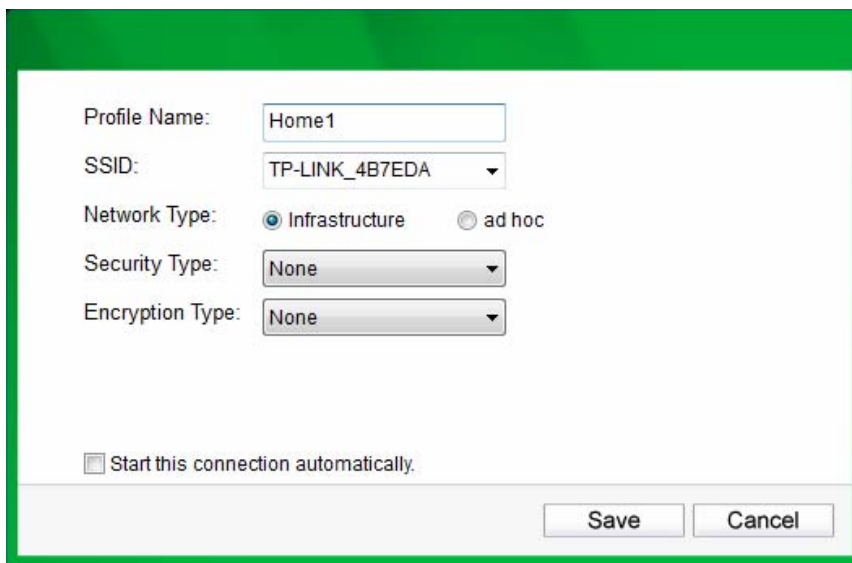 Profile Name: Home1
SSID: TP-LINK_4B7EDA
Network Type: Infrastructure ad hoc
Security Type: None
Encryption Type: None
Start this connection automatically.
Save Cancel